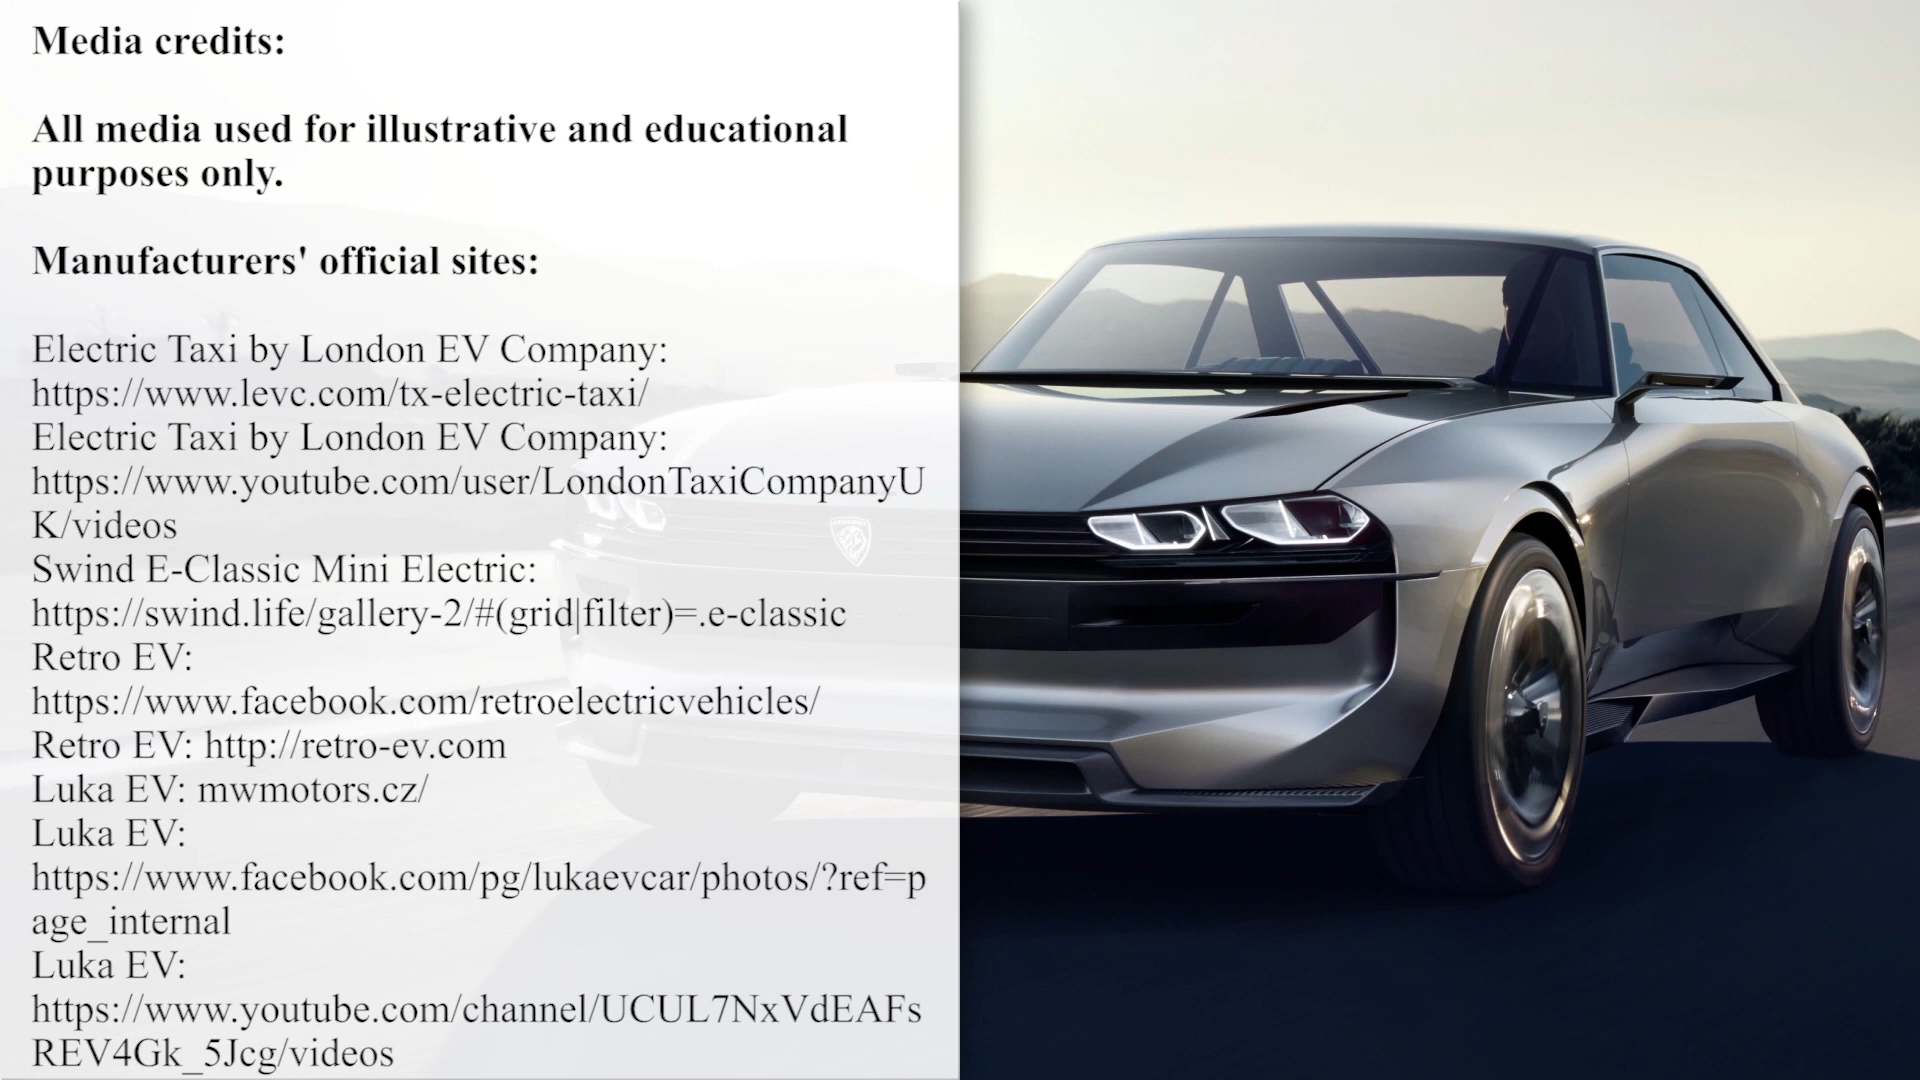 Media credits:
All media used for illustrative and educational
purposes only.
Manufacturers' official sites:
Electric Taxi by London EV Company:
https://www.levc.com/tx-electric-taxi/
Electric Taxi by London EV Company:
https://www.youtube.com/user/LondonTaxiCompanyU
K/videos
Swind E-Classic Mini Electric:
https://swind.life/gallery-2/#(grid|filter)=.e-classic
Retro EV:
https://www.facebook.com/retroelectricvehicles/
Retro EV: http://retro-ev.com
Luka EV: mwmotors.cz/
Luka EV:
https://www.facebook.com/pg/lukaevcar/photos/?ref=p
age_internal
Luka EV:
https://www.youtube.com/channel/UCUL7NxVdEAFs
REV4Gk_5Jcg/videos